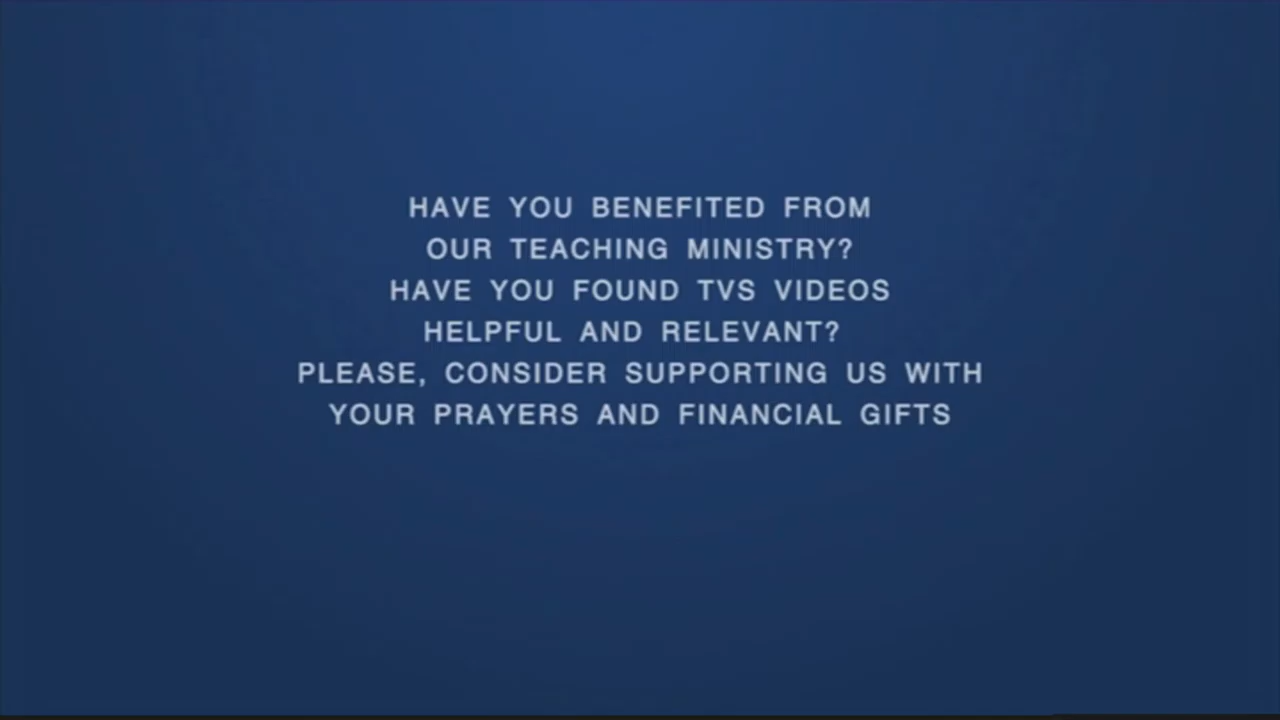 HAVE YOU BENEFITED FROM
OUR TEACHING MINISTRY?
HAVE YOU FOUND TVS VIDEOS
HELPFUL AND RELEVANT?
PLEASE, CONSIDER SUPPORTING US WITH
YOUR PRAYERS AND FINANCIAL GIFTS